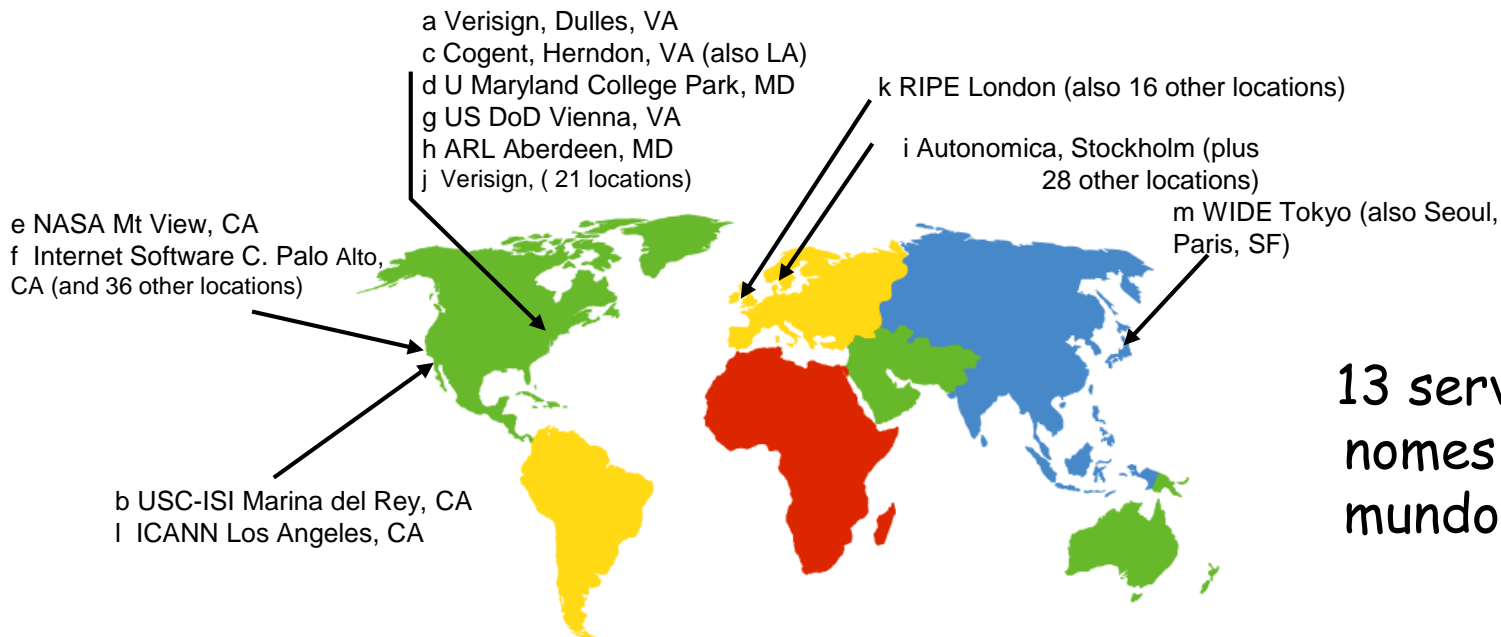 a Verisign, Dulles, VA
c Cogent, Herndon, VA (also LA)
d U Maryland College Park, MD
g US DoD Vienna, VA
h ARL Aberdeen, MD
j Verisign, ( 21 locations)
k RIPE London (also 16 other locations)
i Autonomica, Stockholm (plus
28 other locations)
m WIDE Tokyo (also Seoul,
Paris, SF)
e NASA Mt View, CA
f Internet Software C. Palo Alto,
CA (and 36 other locations)
b USC-ISI Marina del Rey, CA
l ICANN Los Angeles, CA
13 serv
nomes
mundo